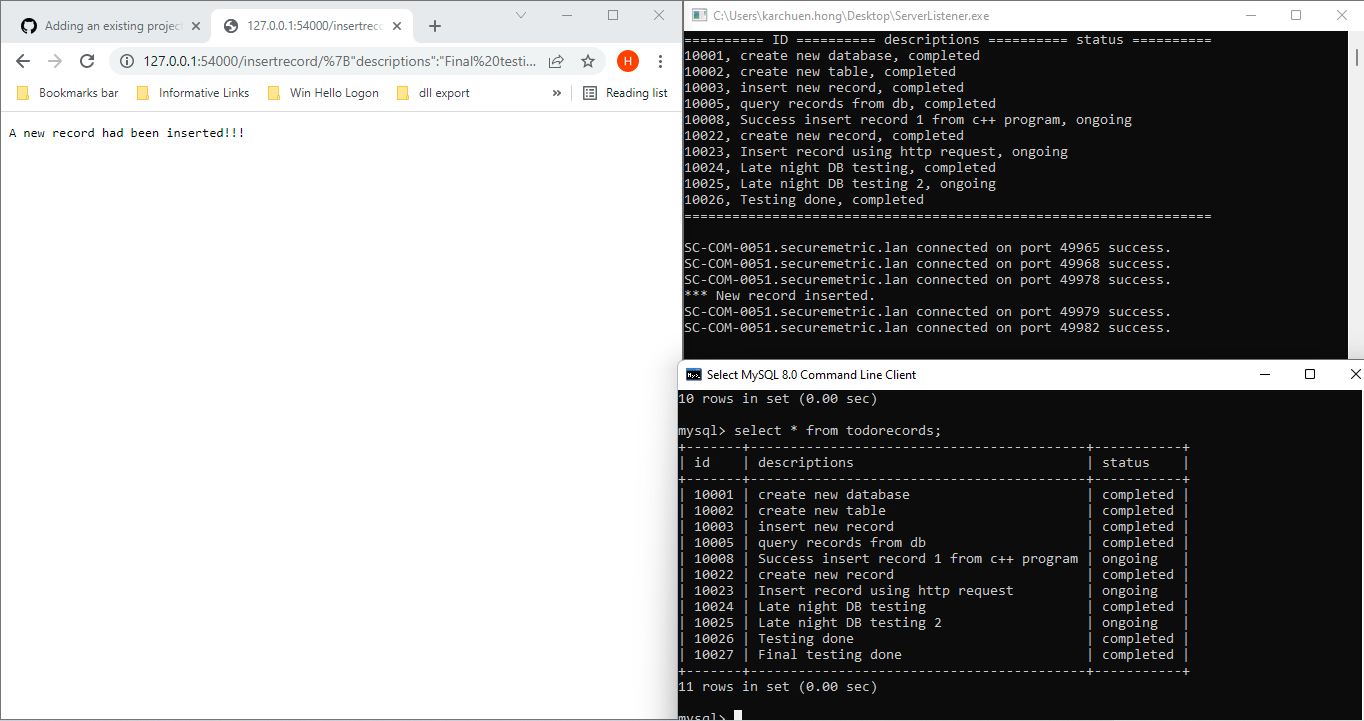 Adding an existing projec
127.0.0.1:54000/insertrec
127.0.0.1:54000/insertrecord/%7B"descriptions":"Final%20testi...
H
Bookmarks bar
Informative Links
Win Hello Logon
dll export
»
Reading list
A new record had been inserted!!!
C:\Users\karchuen.hong\Desktop\ServerListener.exe
========== ID ========== descriptions ========== status ==========
10001, create new database, completed
10002, create new table, completed
10003, insert new record, completed
10005, query records from db, completed
10008, Success insert record 1 from c++ program, ongoing
10022, create new record, completed
10023, Insert record using http request, ongoing
10024, Late night DB testing, completed
10025, Late night DB testing 2, ongoing
10026, Testing done, completed
==================================================================
SC-COM-0051.securemetric.lan connected on port 49965 success.
SC-COM-0051.securemetric.lan connected on port 49968 success.
SC-COM-0051.securemetric.lan connected on port 49978 success.
*** New record inserted.
SC-COM-0051.securemetric.lan connected on port 49979 success.
SC-COM-0051.securemetric.lan connected on port 49982 success.
Select MySQL 8.0 Command Line Client
10 rows in set (0.00 sec)
mysql> select * from todorecords;
+-------+------------------------------------------+-----------+
| id    | descriptions                             | status    |
+-------+------------------------------------------+-----------+
| 10001 | create new database                      | completed |
| 10002 | create new table                         | completed |
| 10003 | insert new record                        | completed |
| 10005 | query records from db                    | completed |
| 10008 | Success insert record 1 from c++ program | ongoing   |
| 10022 | create new record                        | completed |
| 10023 | Insert record using http request         | ongoing   |
| 10024 | Late night DB testing                    | completed |
| 10025 | Late night DB testing 2                  | ongoing   |
| 10026 | Testing done                             | completed |
| 10027 | Final testing done                       | completed |
+-------+------------------------------------------+-----------+
11 rows in set (0.00 sec)
mysql>